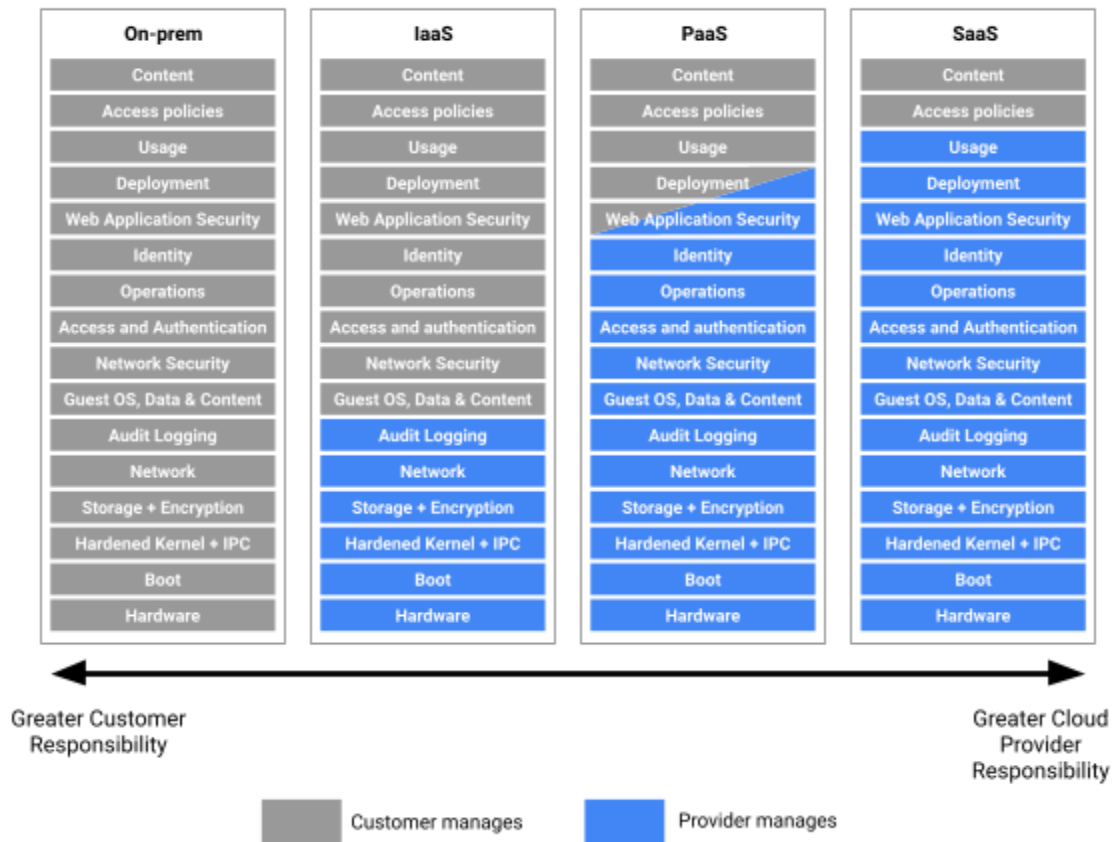 On-prem
Content
Access policies
Usage
Deployment
Web Application Security
Identity
Operations
Access and Authentication
Network Security
Guest OS, Data & Content
Audit Logging
Network
Storage + Encryption
Hardened Kernel + IPC
Boot
Hardware
IaaS
Content
Access policies
Usage
Deployment
Web Application Security
Identity
Operations
Access and authentication
Network Security
Guest OS, Data & Content
Audit Logging
Network
Storage + Encryption
Hardened Kernel + IPC
Boot
Hardware
PaaS
Content
Access policies
Usage
Deployment
Web Application Security
Identity
Operations
Access and authentication
Network Security
Guest OS, Data & Content
Audit Logging
Network
Storage + Encryption
Hardened Kernel + IPC
Boot
Hardware
SaaS
Content
Access policies
Usage
Deployment
Web Application Security
Identity
Operations
Access and Authentication
Network Security
Guest OS, Data & Content
Audit Logging
Network
Storage + Encryption
Hardened Kernel + IPC
Boot
Hardware
Greater Customer
Responsibility
Greater Cloud
Provider
Responsibility
Customer manages
Provider manages